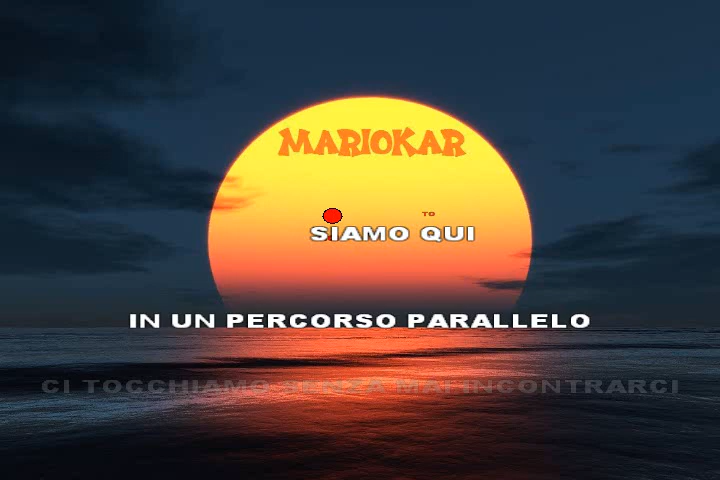 MARIOKAR
TO
SIAMO QUI
IN UN PERCORSO PARALLELO
CI TOCCHIAMO SENZA MAI INCONTRARCI